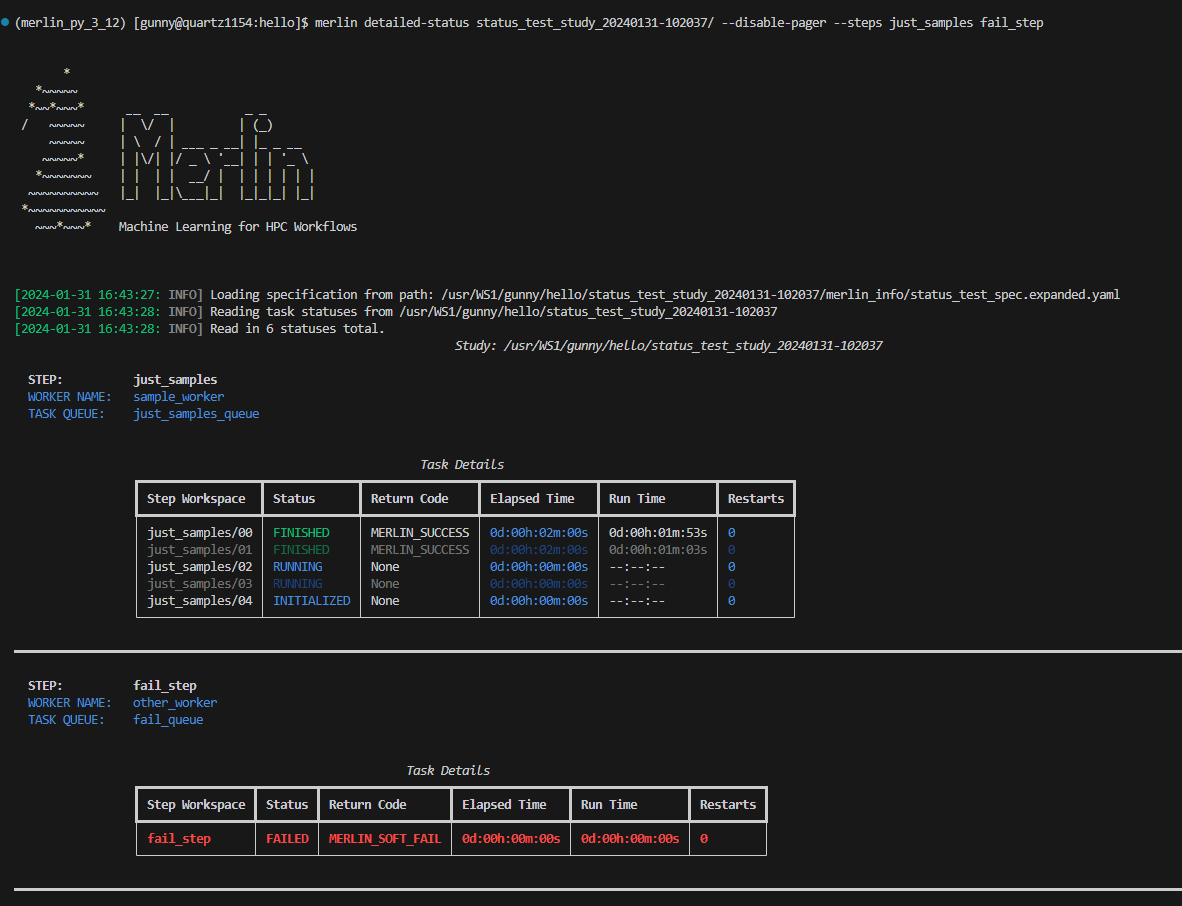 (merlin_py_3_12) [gunny@quartz1154:hello]$ merlin detailed-status status_test_study_20240131-102037/ --disable-pager --steps just_samples fail_step
       *
   *~~~~~
  *~~*~~~*      __  __           _ _
 /   ~~~~~     |  \/  |         | (_)
     ~~~~~     | \  / | ___ _ __| |_ _ __
    ~~~~~*     | |\/| |/ _ \ '__| | | '_ \
   *~~~~~~~    | |  | |  __/ |  | | | | | |
  ~~~~~~~~~~   |_|  |_|\___|_|  |_|_|_| |_|
 *~~~~~~~~~~~
   ~~~*~~~*    Machine Learning for HPC Workflows
[2024-01-31 16:43:27: INFO] Loading specification from path: /usr/WS1/gunny/hello/status_test_study_20240131-102037/merlin_info/status_test_spec.expanded.yaml
[2024-01-31 16:43:28: INFO] Reading task statuses from /usr/WS1/gunny/hello/status_test_study_20240131-102037
[2024-01-31 16:43:28: INFO] Read in 6 statuses total.
Study: /usr/WS1/gunny/hello/status_test_study_20240131-102037
STEP: just_samples
WORKER NAME: sample_worker
TASK QUEUE: just_samples_queue
Task Details
Step Workspace Status Return Code Elapsed Time Run Time Restarts
just_samples/00 FINISHED MERLIN_SUCCESS 0d:00h:02m:00s 0d:00h:01m:53s 0
just_samples/01 FINISHED MERLIN_SUCCESS 0d:00h:02m:00s 0d:00h:01m:03s 0
just_samples/02 RUNNING None 0d:00h:00m:00s --:--:-- 0
just_samples/03 RUNNING None 0d:00h:00m:00s --:--:-- 0
just_samples/04 INITIALIZED None 0d:00h:00m:00s --:--:-- 0
STEP: fail_step
WORKER NAME: other_worker
TASK QUEUE: fail_queue
Task Details
Step Workspace Status Return Code Elapsed Time Run Time Restarts
fail_step FAILED MERLIN_SOFT_FAIL 0d:00h:00m:00s 0d:00h:00m:00s 0